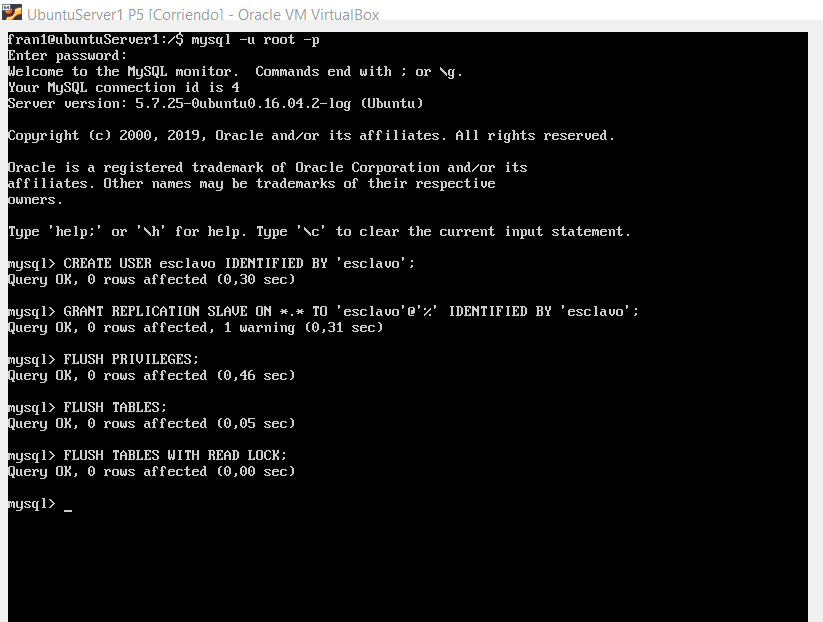 UbuntuServer1 P5 [Corriendo] - Oracle VM VirtualBox
fran1@ubuntuServer1:/$ mysql -u root -p
Enter password:
Welcome to the MySQL monitor.  Commands end with ; or \g.
Your MySQL connection id is 4
Server version: 5.7.25-0ubuntu0.16.04.2-log (Ubuntu)
Copyright (c) 2000, 2019, Oracle and/or its affiliates. All rights reserved.
Oracle is a registered trademark of Oracle Corporation and/or its
affiliates. Other names may be trademarks of their respective
owners.
Type 'help;' or '\h' for help. Type '\c' to clear the current input statement.
mysql> CREATE USER esclavo IDENTIFIED BY 'esclavo';
Query OK, 0 rows affected (0,30 sec)
mysql> GRANT REPLICATION SLAVE ON *.* TO 'esclavo'@'%' IDENTIFIED BY 'esclavo';
Query OK, 0 rows affected, 1 warning (0,31 sec)
mysql> FLUSH PRIVILEGES;
Query OK, 0 rows affected (0,46 sec)
mysql> FLUSH TABLES;
Query OK, 0 rows affected (0,05 sec)
mysql> FLUSH TABLES WITH READ LOCK;
Query OK, 0 rows affected (0,00 sec)
mysql> _